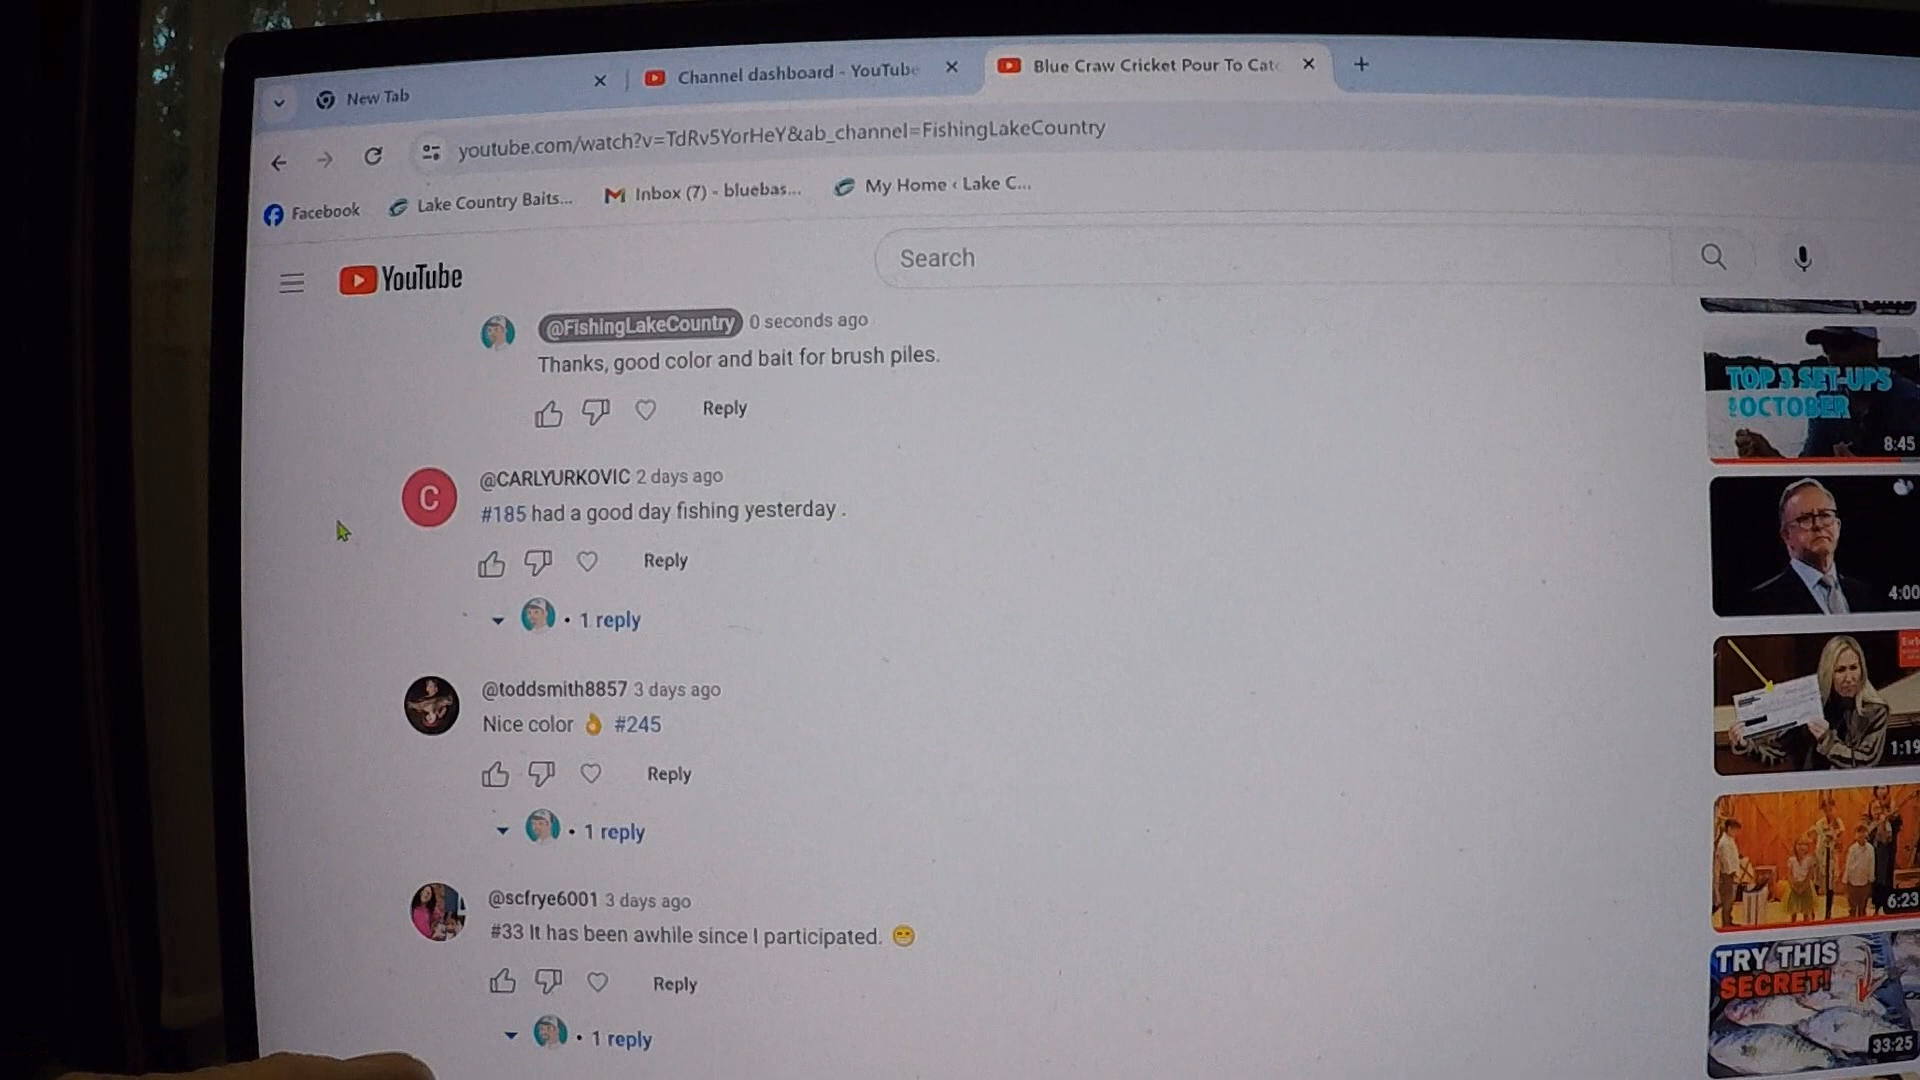 New Tab
Channel dashboard - YouTube
Blue Craw Cricket Pour To Catc
youtube.com/watch?v=TdRv5YorHeY&ab_channel=FishingLakeCountry
Facebook
Lake Country Baits...
Inbox (7) - bluebas...
My Home ‹ Lake C...
YouTube
Search
@FishingLakeCountry 0 seconds ago
Thanks, good color and bait for brush piles.
Reply
@CARLYURKOVIC 2 days ago
#185 had a good day fishing yesterday .
Reply
1 reply
@toddsmith8857 3 days ago
Nice color 👌 #245
Reply
1 reply
@scfrye6001 3 days ago
#33 It has been awhile since I participated. 😁
Reply
1 reply
C
TOP 3 SET-UPS
OCTOBER
8:45
4:00
1:19
6:23
TRY THIS
SECRET!
33:25